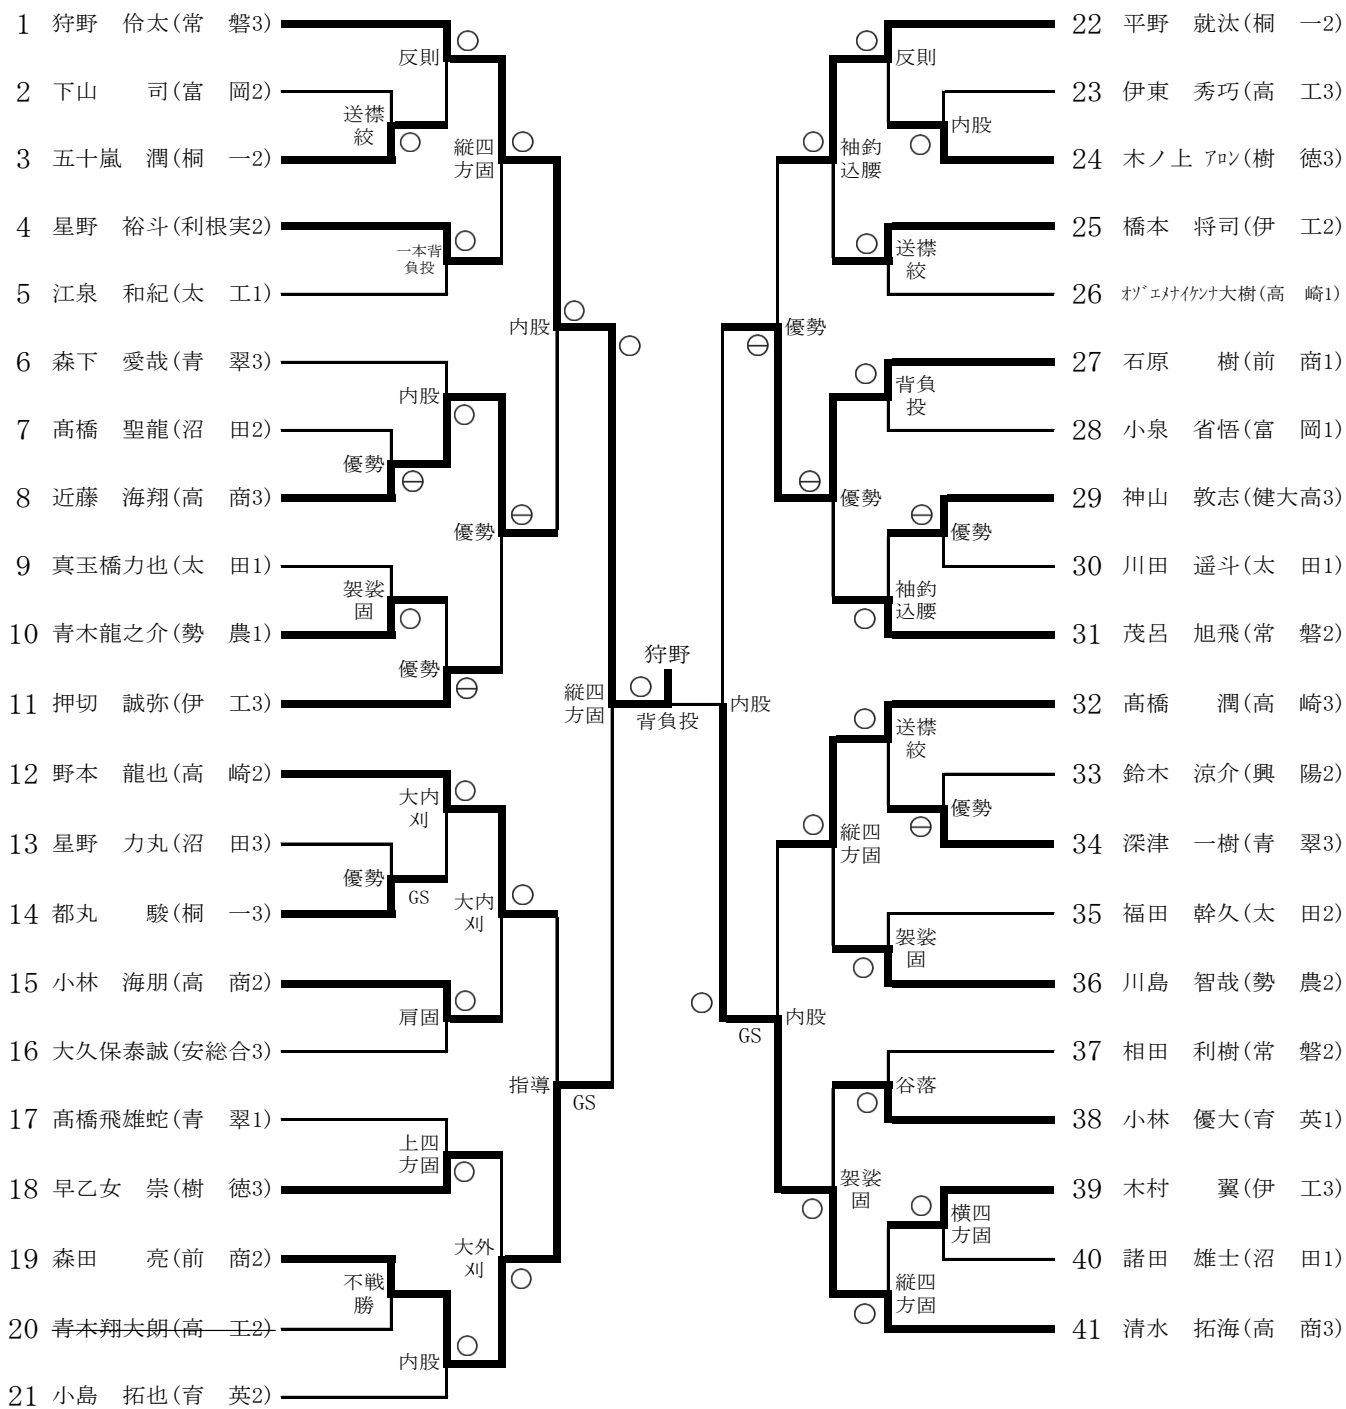 1 狩野 伶太(常 磐3)
2 下山 司(富 岡2)
3 五十嵐 潤(桐 一2)
4 星野 裕斗(利根実2)
5 江泉 和紀(太 工1)
6 森下 愛哉(青 翠3)
7 髙橋 聖龍(沼 田2)
8 近藤 海翔(高 商3)
9 真玉橋力也(太 田1)
10 青木龍之介(勢 農1)
11 押切 誠弥(伊 工3)
12 野本 龍也(高 崎2)
13 星野 力丸(沼 田3)
14 都丸 駿(桐 一3)
15 小林 海朋(高 商2)
16 大久保泰誠(安総合3)
17 髙橋飛雄蛇(青 翠1)
18 早乙女 崇(樹 徳3)
19 森田 亮(前 商2)
20 青木翔大朗(高 工2)
21 小島 拓也(育 英2)
反則
送襟
絞
縦四
方固
一本背
負投
内股
内股
優勢
優勢
袈裟
固
優勢
縦四
方固
大内
刈
優勢
GS
大内
刈
肩固
指導
GS
上四
方固
大外
刈
不戦
勝
内股
狩野
背負投
内股
GS
反則
内股
袖釣
込腰
送襟
絞
優勢
背負
投
優勢
優勢
袖釣
込腰
送襟
絞
優勢
縦四
方固
袈裟
固
内股
谷落
袈裟
固
横四
方固
縦四
方固
22 平野 就汰(桐 一2)
23 伊東 秀巧(高 工3)
24 木ノ上 アロン(樹 徳3)
25 橋本 将司(伊 工2)
26 オゾエメナイケンナ大樹(高 崎1)
27 石原 樹(前 商1)
28 小泉 省悟(富 岡1)
29 神山 敦志(健大高3)
30 川田 遥斗(太 田1)
31 茂呂 旭飛(常 磐2)
32 髙橋 潤(高 崎3)
33 鈴木 涼介(興 陽2)
34 深津 一樹(青 翠3)
35 福田 幹久(太 田2)
36 川島 智哉(勢 農2)
37 相田 利樹(常 磐2)
38 小林 優大(育 英1)
39 木村 翼(伊 工3)
40 諸田 雄士(沼 田1)
41 清水 拓海(高 商3)